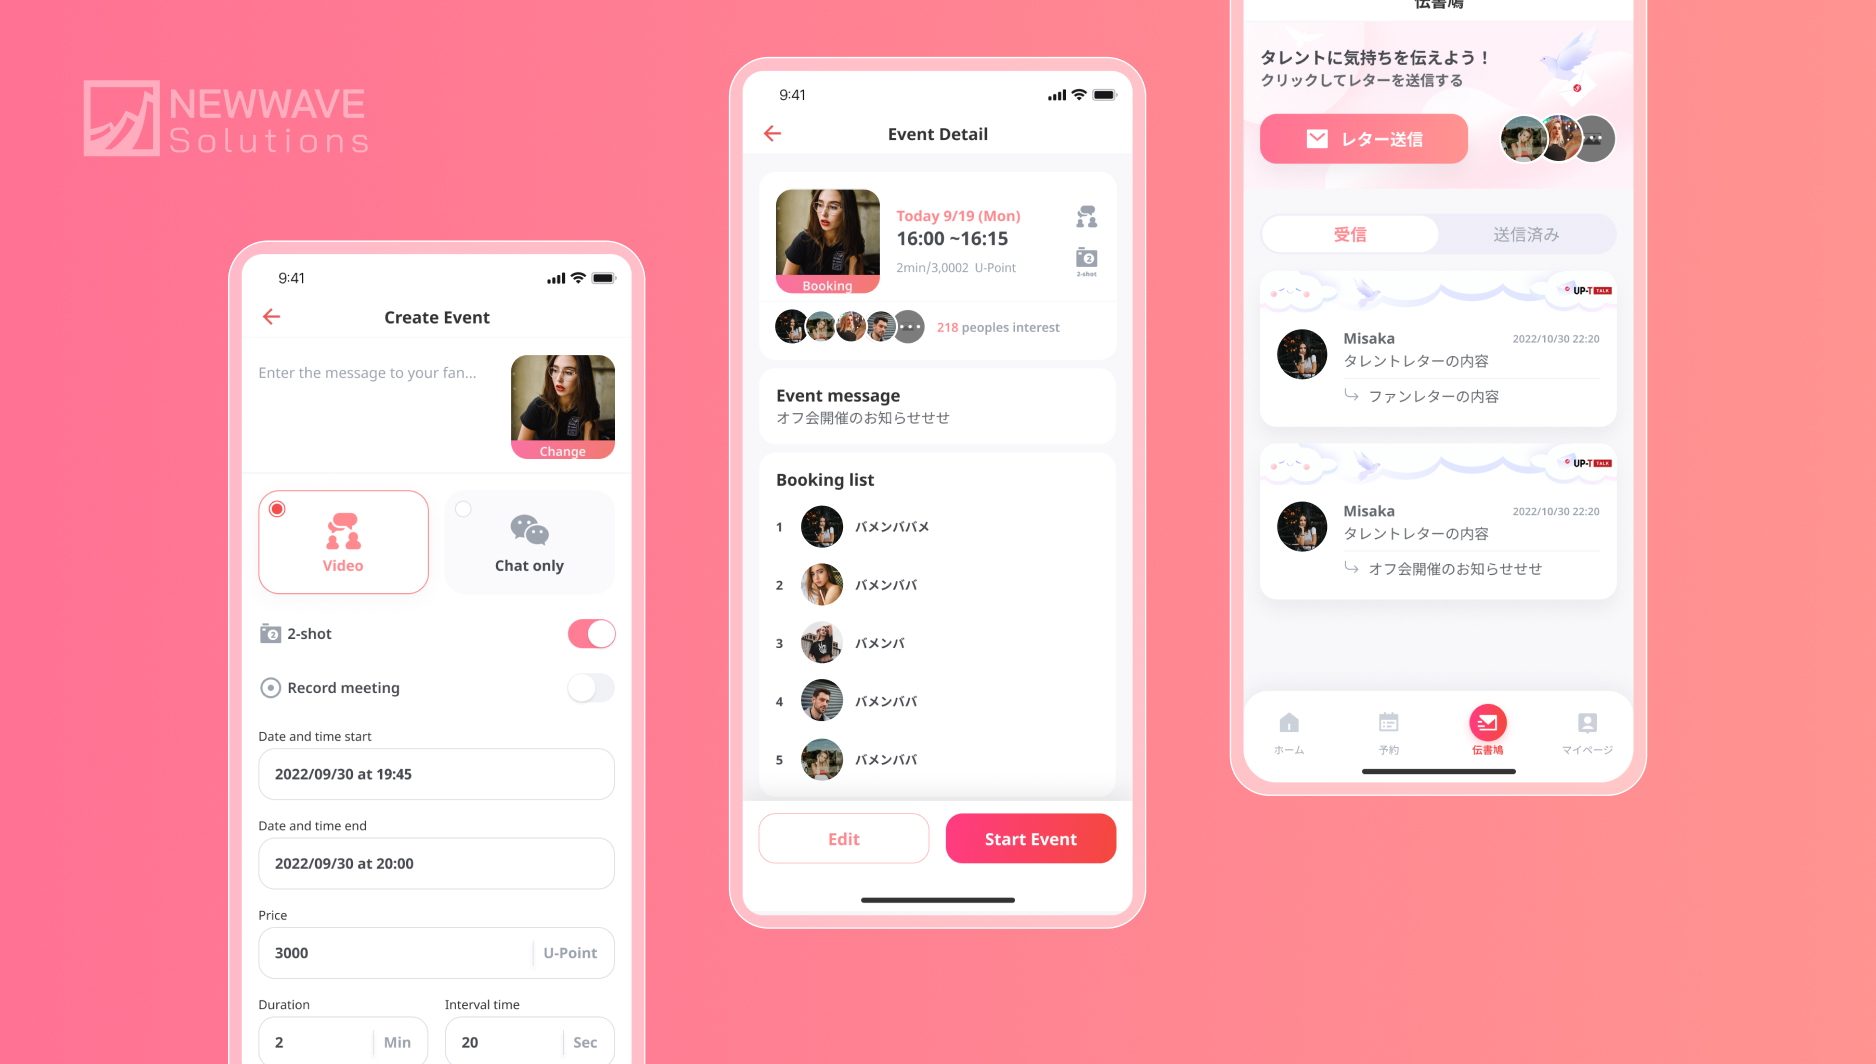 NEWWAVE
Solutions
9:41
Create Event
Enter the message to your fan...
Change
Video
Chat only
2-shot
Record meeting
Date and time start
2022/09/30 at 19:45
Date and time end
2022/09/30 at 20:00
Price
3000 U-Point
Duration Interval time
2 Min 20 Sec
9:41
Event Detail
Today 9/19 (Mon)
16:00 ~16:15
2min/3,0002 U-Point
2
2-shot
Booking
218 peoples interest
Event message
オフ会開催のお知らせせせ
Booking list
1 バメンババメ
2 バメンババ
3 バメンバ
4 バメンババ
5 バメンババ
Edit Start Event
伝書鳩
タレントに気持ちを伝えよう！
クリックしてレターを送信する
レター送信
受信 送信済み
UP-T TALK
Misaka 2022/10/30 22:20
タレントレターの内容
ファンレターの内容
UP-T TALK
Misaka 2022/10/30 22:20
タレントレターの内容
オフ会開催のお知らせせせ
ホーム 予約 伝書鳩 マイページ